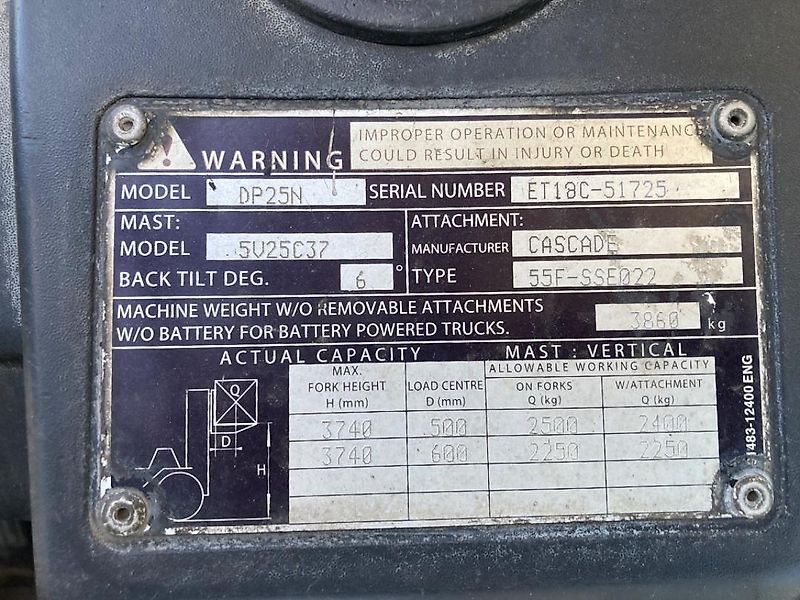 WARNING
IMPROPER OPERATION OR MAINTENANCE
COULD RESULT IN INJURY OR DEATH
MODEL DP25N SERIAL NUMBER ET18C-51725
MAST: ATTACHMENT:
MODEL 5V25C37 MANUFACTURER CASCADE
BACK TILT DEG. 6° TYPE 55F-SSE022
MACHINE WEIGHT W/O REMOVABLE ATTACHMENTS
W/O BATTERY FOR BATTERY POWERED TRUCKS. 3860 kg
ACTUAL CAPACITY MAST : VERTICAL
MAX. ALLOWABLE WORKING CAPACITY
FORK HEIGHT LOAD CENTRE ON FORKS W/ATTACHMENT
H (mm) D (mm) Q (kg) Q (kg)
3740 500 2500 2400
3740 600 2250 2250
Q
D
H
91483-12400 ENG